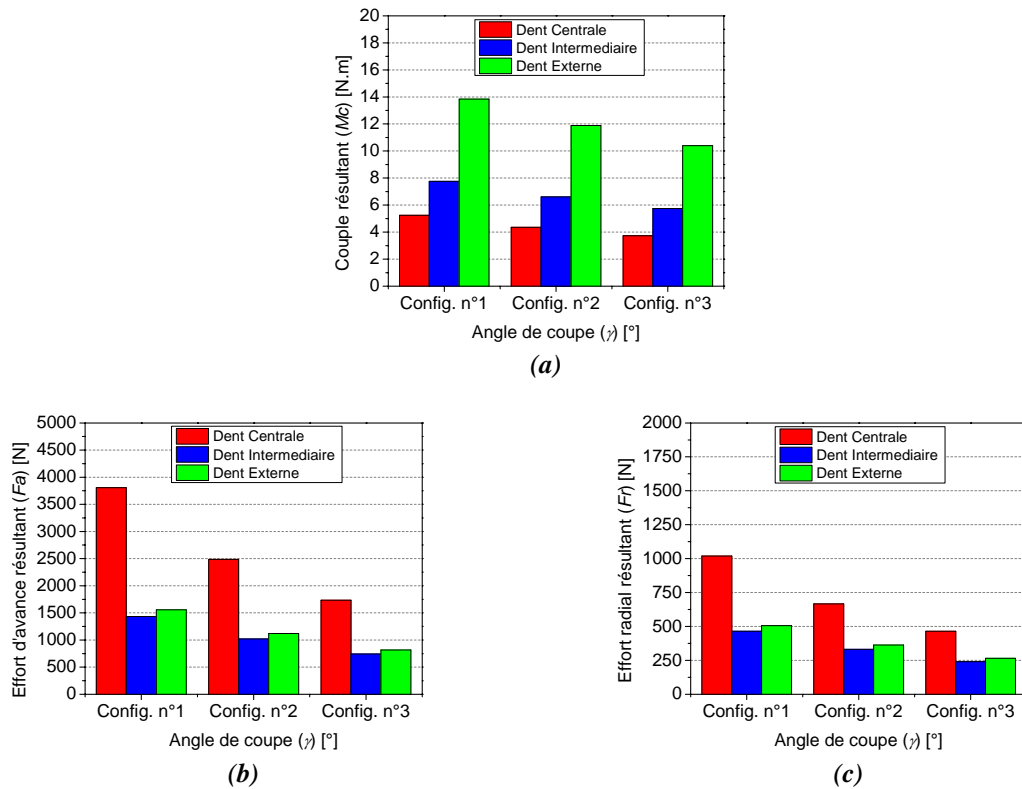 20
18
16
14
12
10
8
6
4
2
0
Couple résultant (Mc) [N.m]
Dent Centrale
Dent Intermediaire
Dent Externe
Config. n°1 Config. n°2 Config. n°3
Angle de coupe (γ) [°]
(a)
5000
4500
4000
3500
3000
2500
2000
1500
1000
500
0
Effort d'avance résultant (Fa) [N]
Dent Centrale
Dent Intermediaire
Dent Externe
Config. n°1 Config. n°2 Config. n°3
Angle de coupe (γ) [°]
(b)
2000
1750
1500
1250
1000
750
500
250
0
Effort radial résultant (Fr) [N]
Dent Centrale
Dent Intermediaire
Dent Externe
Config. n°1 Config. n°2 Config. n°3
Angle de coupe (γ) [°]
(c)